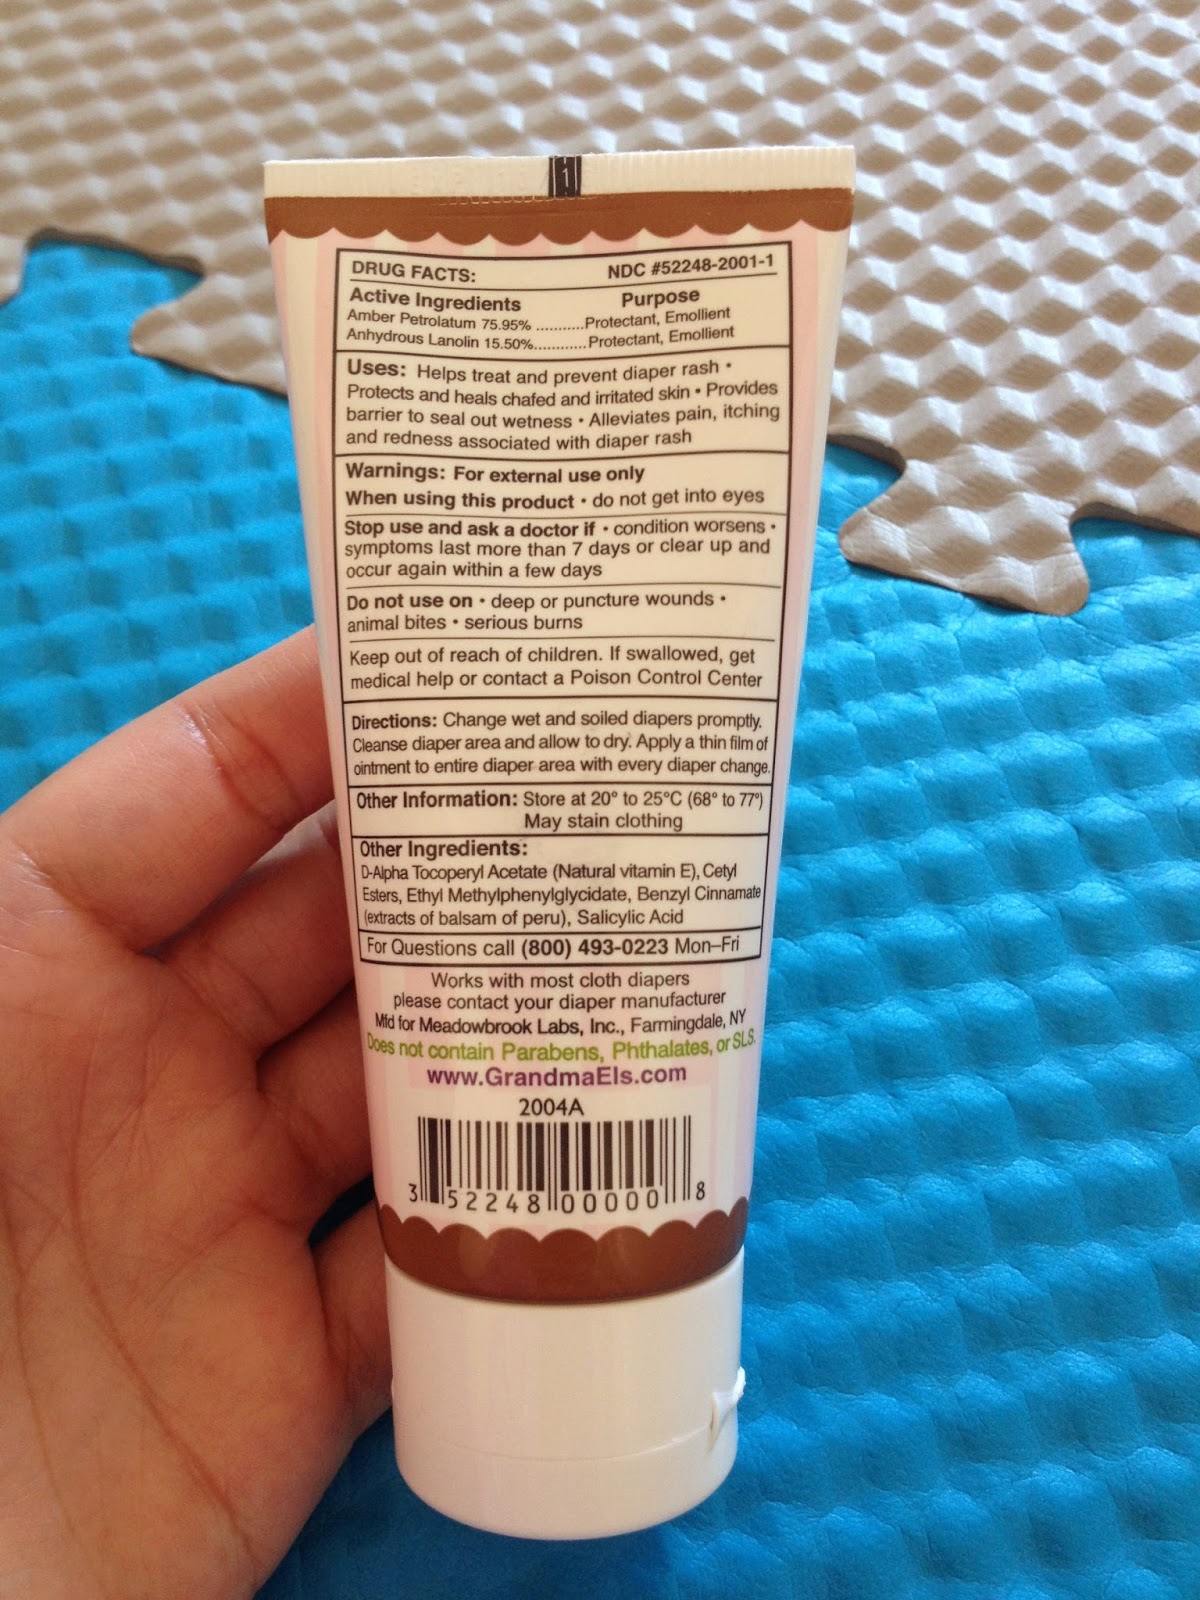 1
DRUG FACTS: NDC #52248-2001-1
Active Ingredients Purpose
Amber Petrolatum 75.95% ...........Protectant, Emollient
Anhydrous Lanolin 15.50%............Protectant, Emollient
Uses: Helps treat and prevent diaper rash •
Protects and heals chafed and irritated skin • Provides
barrier to seal out wetness • Alleviates pain, itching
and redness associated with diaper rash
Warnings: For external use only
When using this product • do not get into eyes
Stop use and ask a doctor if • condition worsens •
symptoms last more than 7 days or clear up and
occur again within a few days
Do not use on • deep or puncture wounds •
animal bites • serious burns
Keep out of reach of children. If swallowed, get
medical help or contact a Poison Control Center
Directions: Change wet and soiled diapers promptly.
Cleanse diaper area and allow to dry. Apply a thin film of
ointment to entire diaper area with every diaper change.
Other Information: Store at 20° to 25°C (68° to 77°)
May stain clothing
Other Ingredients:
D-Alpha Tocoperyl Acetate (Natural vitamin E), Cetyl
Esters, Ethyl Methylphenylglycidate, Benzyl Cinnamate
(extracts of balsam of peru), Salicylic Acid
For Questions call (800) 493-0223 Mon–Fri
Works with most cloth diapers
please contact your diaper manufacturer
Mfd for Meadowbrook Labs, Inc., Farmingdale, NY
Does not contain Parabens, Phthalates, or SLS.
www.GrandmaEls.com
2004A
3 52248 00000 8